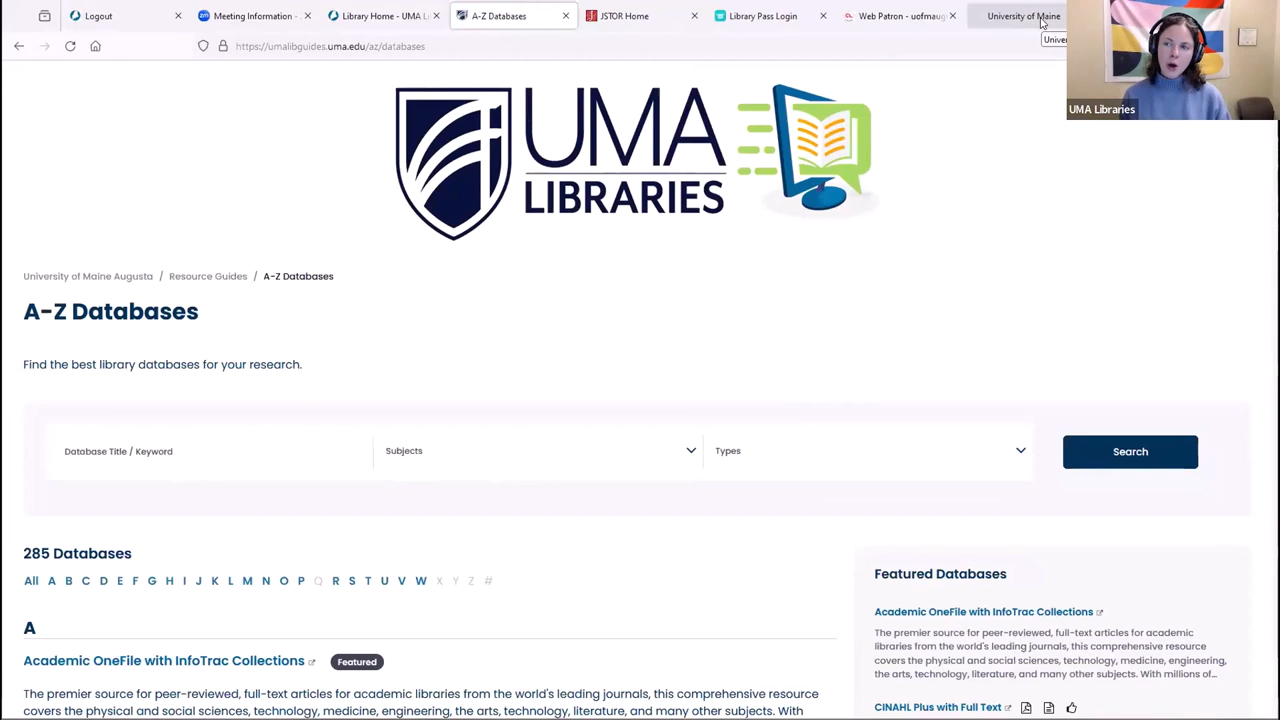 Logout
Meeting Information -
Library Home - UMA L
A-Z Databases
JSTOR Home
Library Pass Login
Web Patron - uofmaug
University of Maine
https://umalibguides.uma.edu/az/databases
Univer
UMA Libraries
UMA
LIBRARIES
University of Maine Augusta / Resource Guides / A-Z Databases
A-Z Databases
Find the best library databases for your research.
Database Title / Keyword
Subjects
Types
Search
285 Databases
All A B C D E F G H I J K L M N O P Q R S T U V W X Y Z #
A
Academic OneFile with InfoTrac Collections Featured
The premier source for peer-reviewed, full-text articles for academic libraries from the world's leading journals, this comprehensive resource
covers the physical and social sciences, technology, medicine, engineering, the arts, technology, literature, and many other subjects. With
Featured Databases
Academic OneFile with InfoTrac Collections
The premier source for peer-reviewed, full-text articles for academic
libraries from the world's leading journals, this comprehensive resource
covers the physical and social sciences, technology, medicine, engineering,
the arts, technology, literature, and many other subjects. With millions of...
CINAHL Plus with Full Text